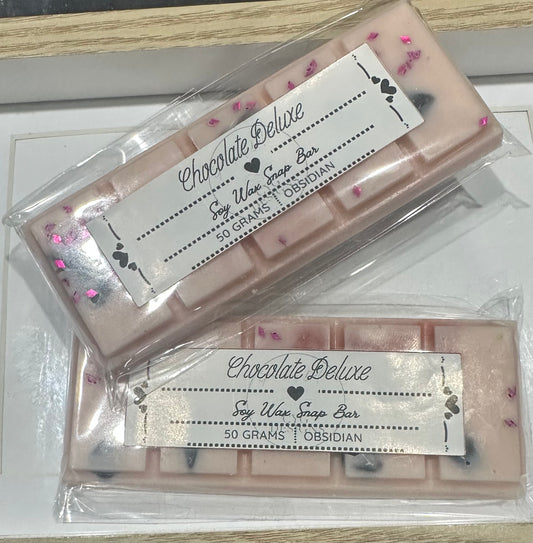 Chocolate Deluxe
Soy Wax Snap Bar
50 GRAMS OBSIDIAN
Chocolate Deluxe
Soy Wax Snap Bar
50 GRAMS OBSIDIAN